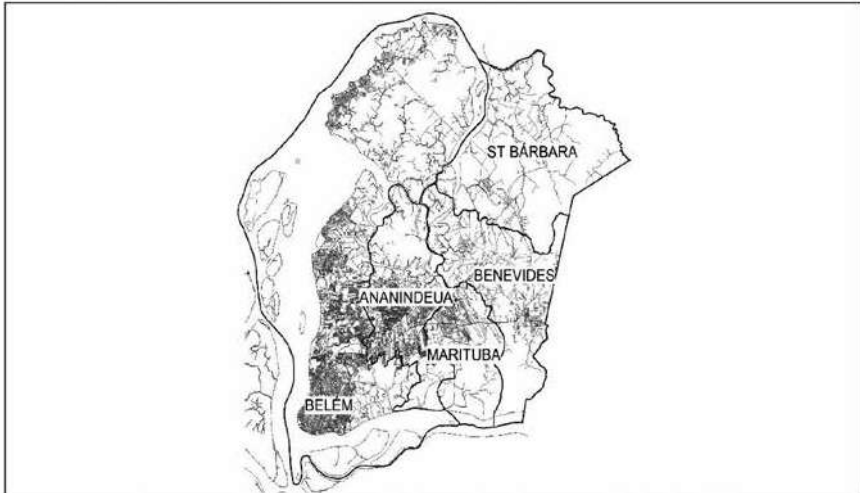 ST BÁRBARA
BENEVIDES
ANANINDEUA
MARITUBA
BELÉM